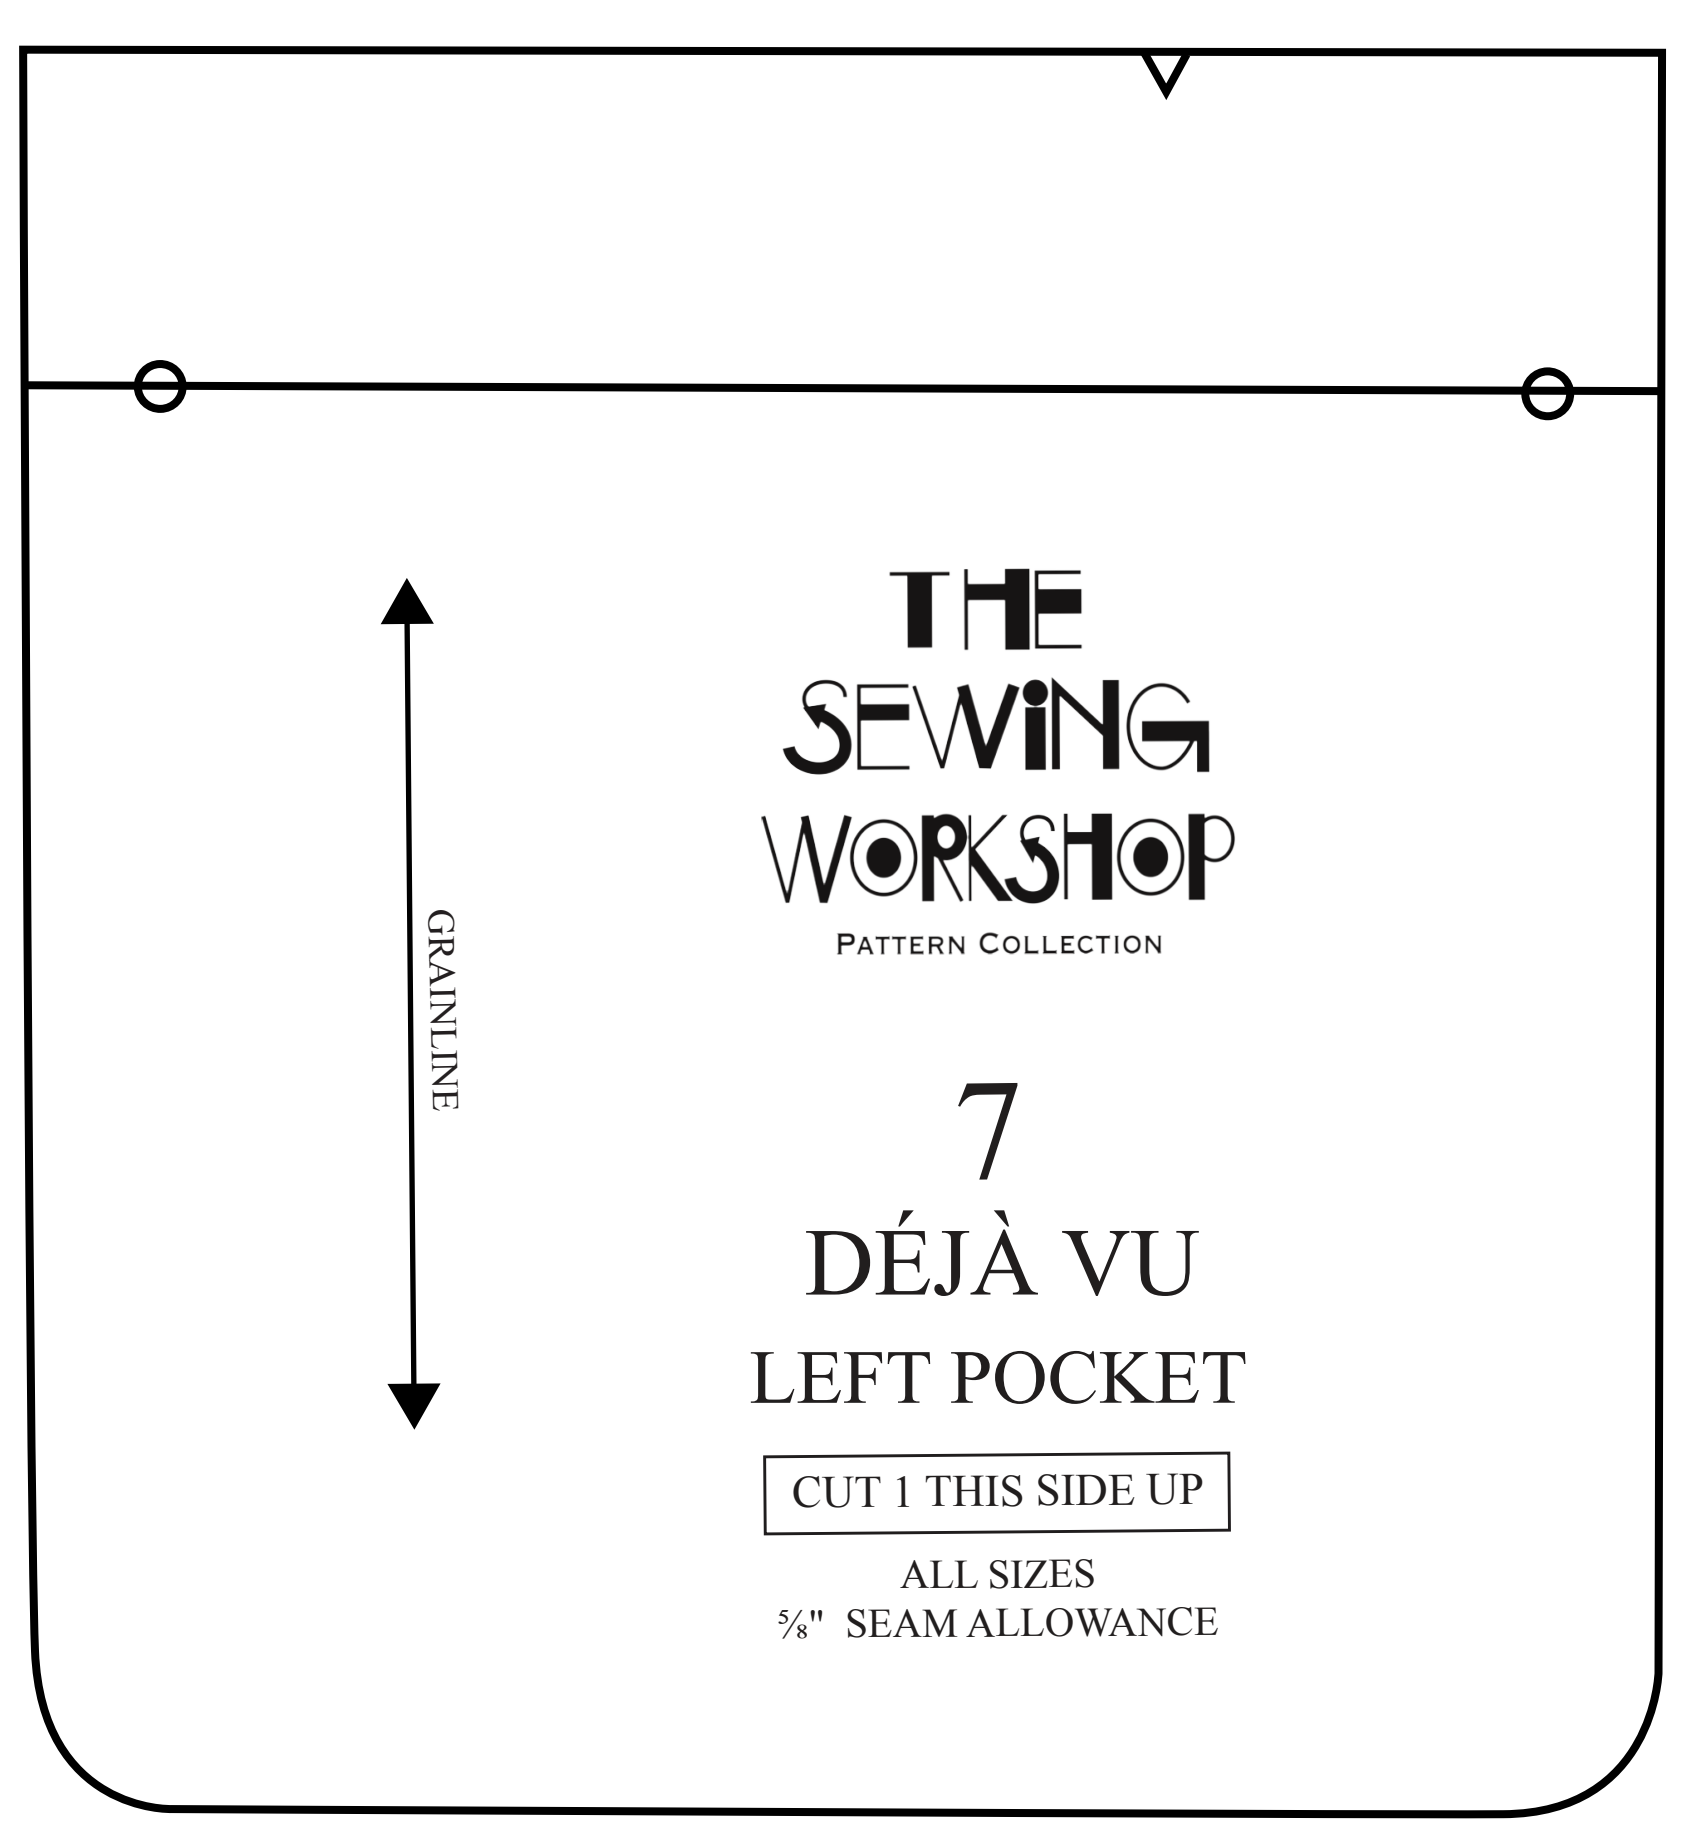 THE
SEWiNG
WORKSHOP
PATTERN COLLECTION
GRAINLINE
7
DÉJÀ VU
LEFT POCKET
CUT 1 THIS SIDE UP
ALL SIZES
⅝" SEAM ALLOWANCE